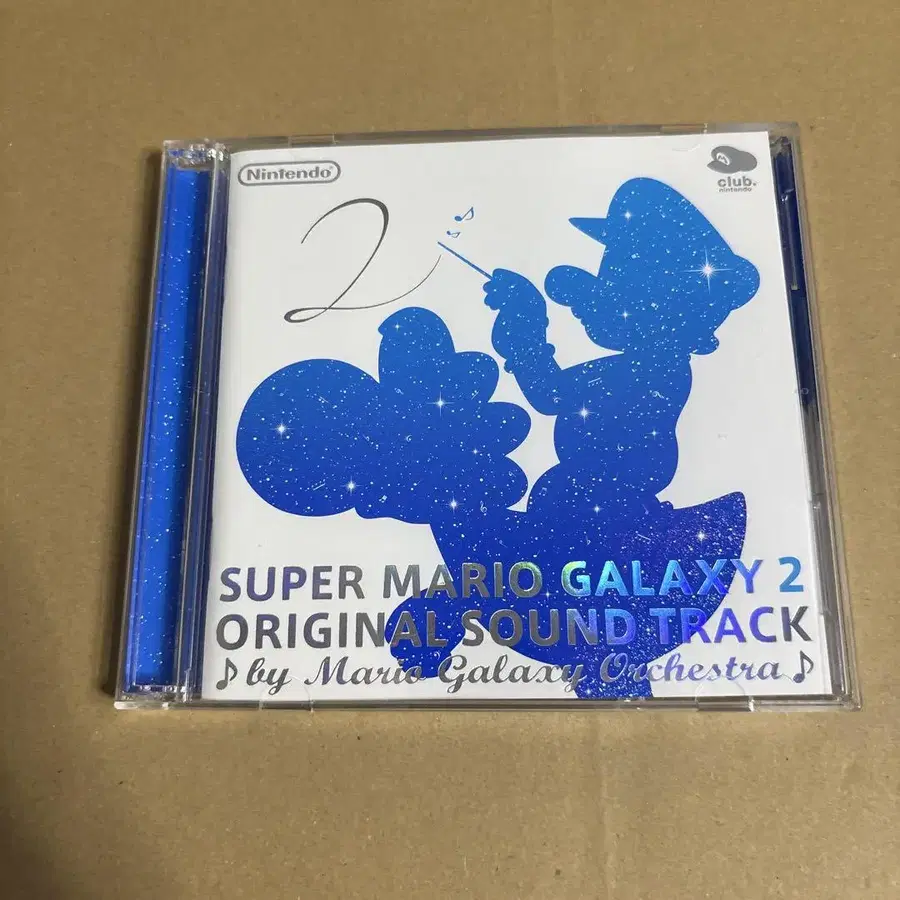 Nintendo
club.
nintendo
2
SUPER MARIO GALAXY 2
ORIGINAL SOUND TRACK
♪ by Mario Galaxy Orchestra ♪